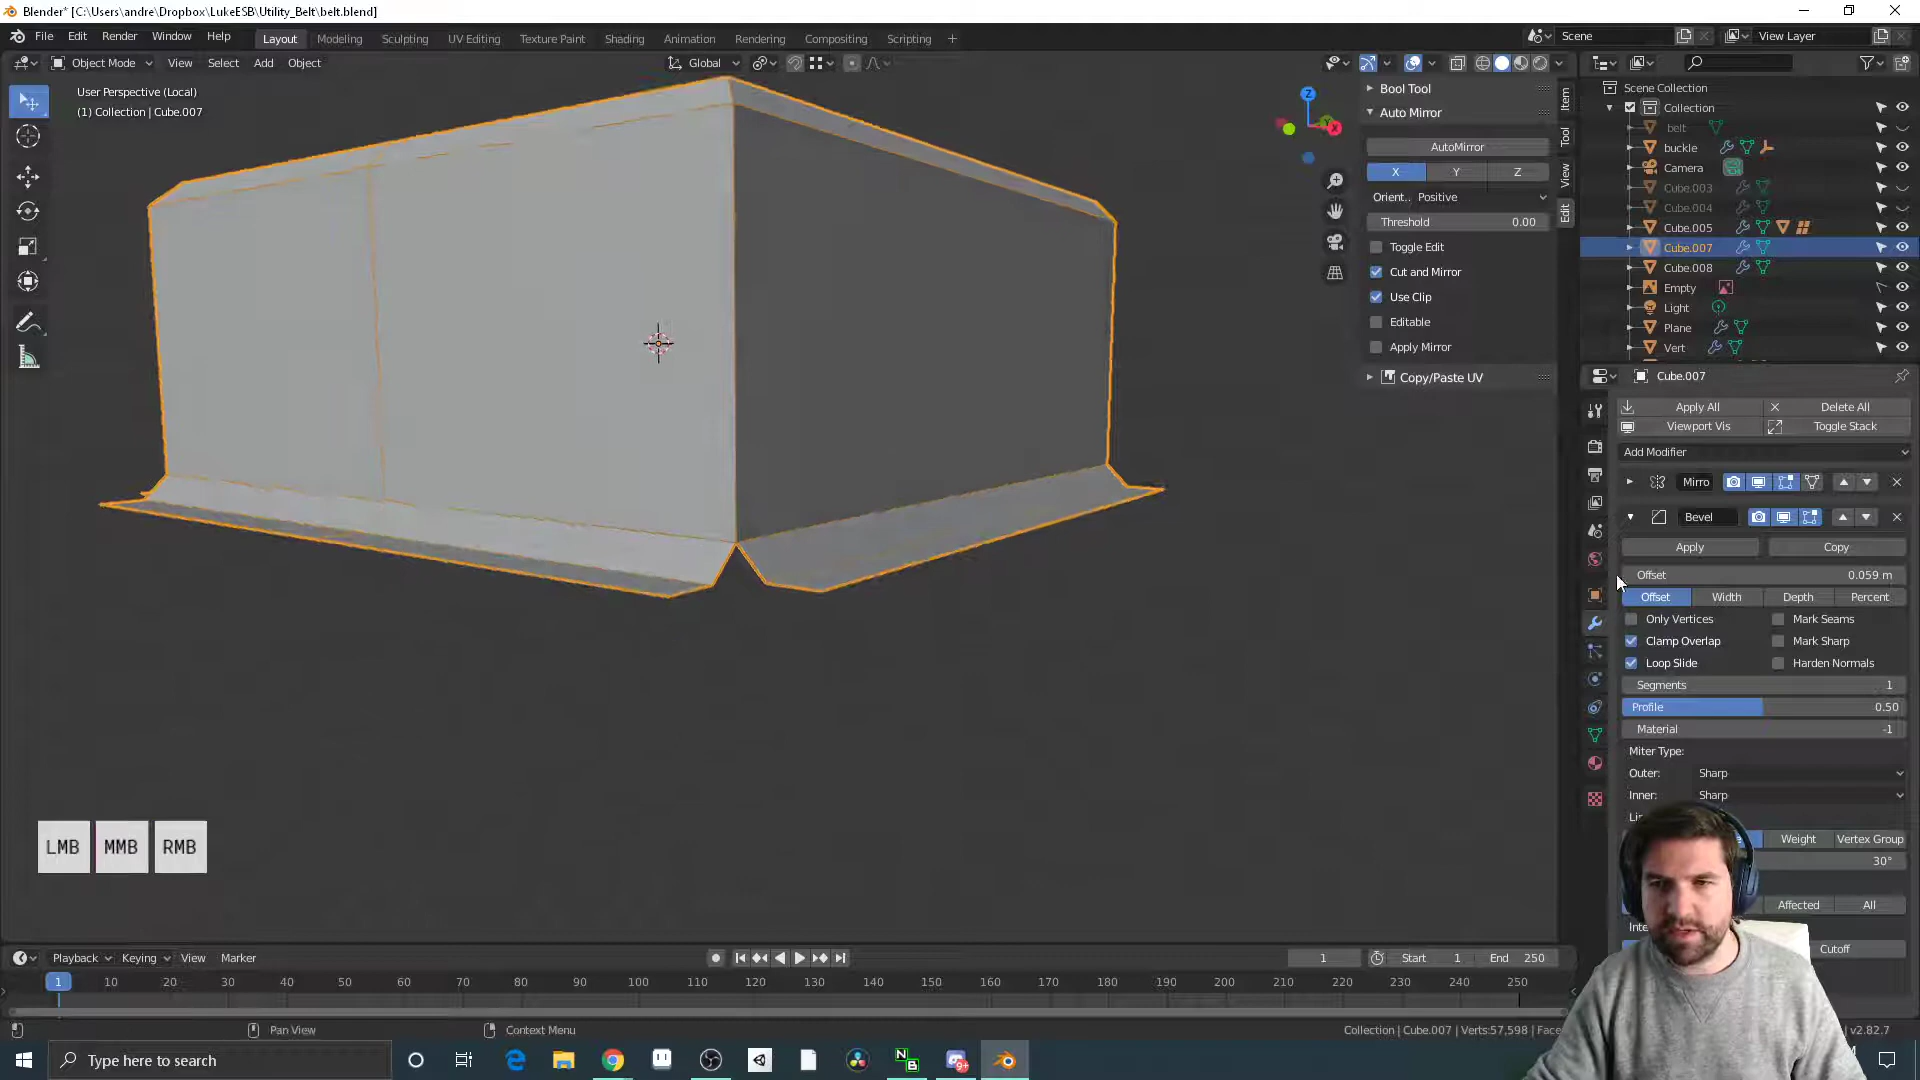 Blender* [C:\Users\andre\Dropbox\LukeESB\Utility_Belt\belt.blend]
File Edit Render Window Help Layout Modeling Sculpting UV Editing Texture Paint Shading Animation Rendering Compositing Scripting + Scene View Layer
Object Mode View Select Add Object Global
User Perspective (Local)
(1) Collection | Cube.007
Z
X
Bool Tool
Auto Mirror
AutoMirror
X Y Z
Orient.. Positive
Threshold 0.00
Toggle Edit
Cut and Mirror
Use Clip
Editable
Apply Mirror
Copy/Paste UV
Item
Tool
View
Edit
Scene Collection
Collection
belt
buckle
Camera
Cube.003
Cube.004
Cube.005
Cube.007
Cube.008
Empty
Light
Plane
Vert
Cube.007
Apply All Delete All
Viewport Vis Toggle Stack
Add Modifier
Mirro
Bevel
Apply Copy
Offset 0.059 m
Offset Width Depth Percent
Only Vertices Mark Seams
Clamp Overlap Mark Sharp
Loop Slide Harden Normals
Segments 1
Profile 0.50
Material -1
Miter Type:
Outer: Sharp
Inner: Sharp
Weight Vertex Group
30°
Affected All
Cutoff
LMB MMB RMB
Playback Keying View Marker 1 Start 1 End 250
1 10 20 30 40 50 60 70 80 90 100 110 120 130 140 150 160 170 180 190 200 210 220 230 240 250
Pan View Context Menu Collection | Cube.007 | Verts:57,598 | Face v2.82.7
Type here to search